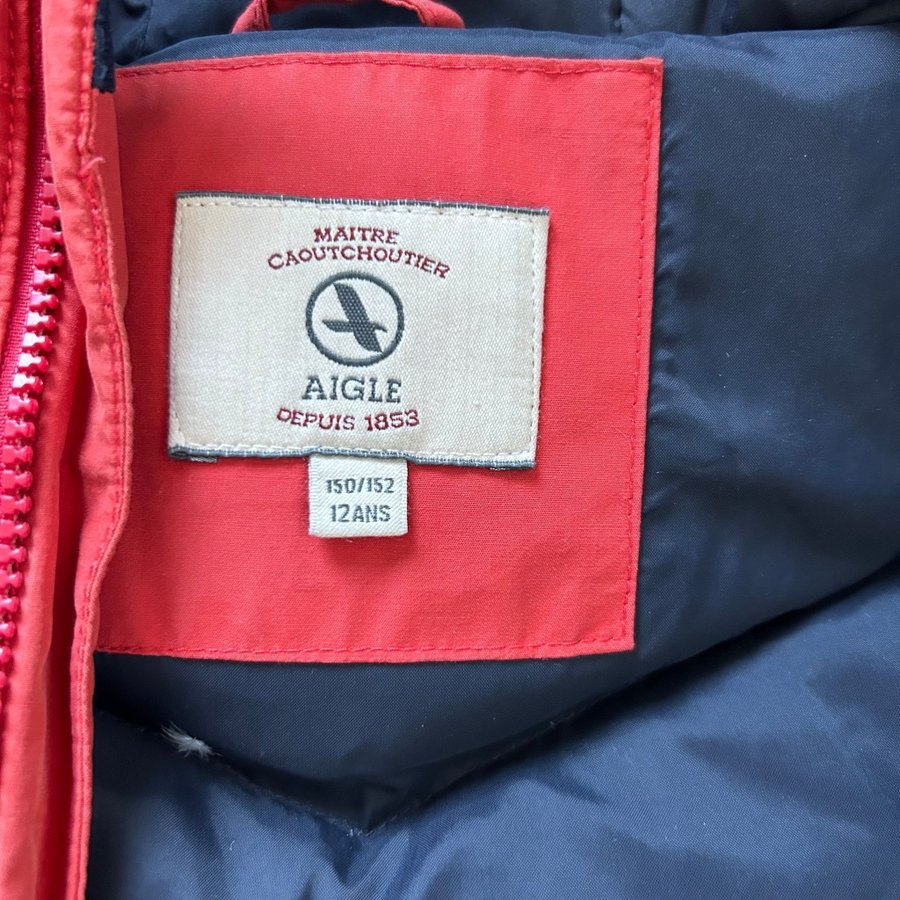 MAITRE
CAOUTCHOUTIER
AIGLE
DEPUIS 1853
150/152
12ANS